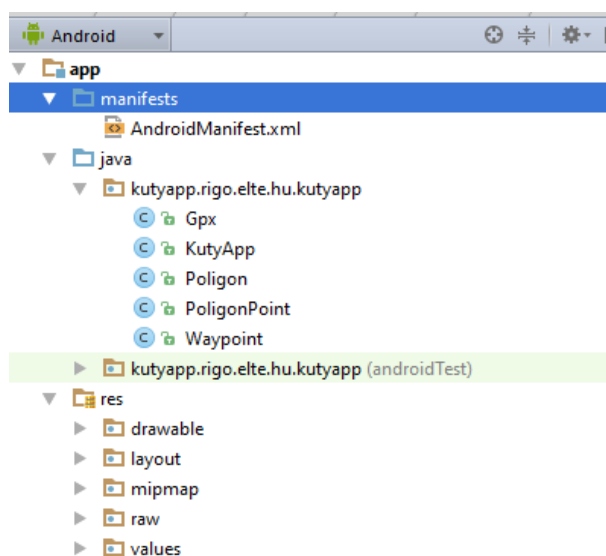 Android
app
manifests
AndroidManifest.xml
java
kutyapp.rigo.elte.hu.kutyapp
C Gpx
C KutyApp
C Poligon
C PoligonPoint
C Waypoint
kutyapp.rigo.elte.hu.kutyapp (androidTest)
res
drawable
layout
mipmap
raw
values